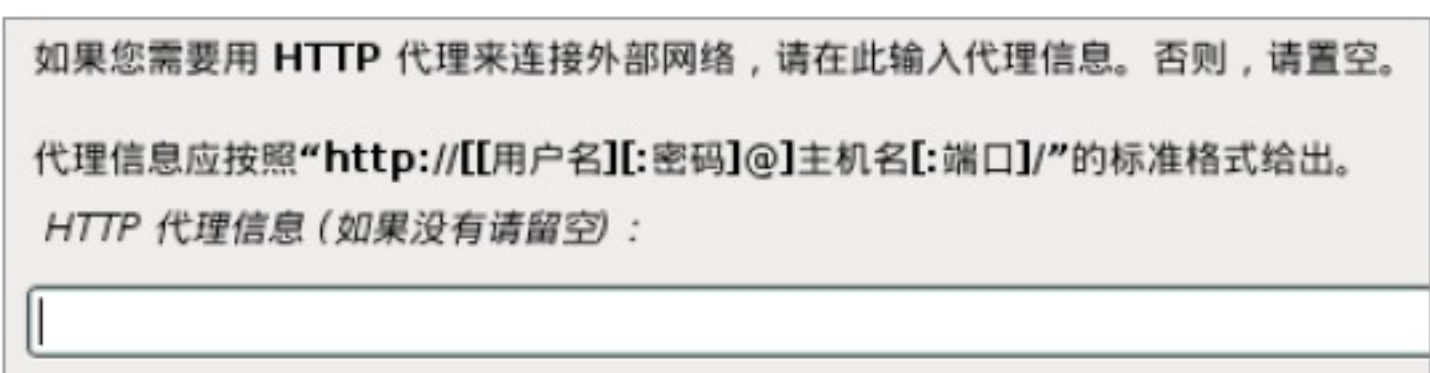 如果您需要用 HTTP 代理来连接外部网络，请在此输入代理信息。否则，请置空。
代理信息应按照“http://[[用户名][:密码]@]主机名[:端口]/”的标准格式给出。
HTTP 代理信息（如果没有请留空）：